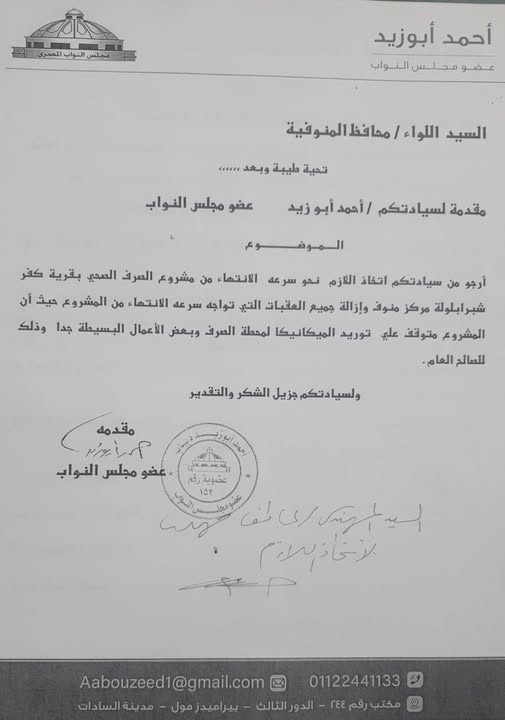 أحمد أبوزيد
عضو مجلس النواب
مجلس النواب المصري
السيد اللواء / محافظ المنوفية
تحية طيبة وبعد ......
مقدمة لسيادتكم / أحمد أبو زيد عضو مجلس النواب
الموضوع
أرجو من سيادتكم اتخاذ اللازم نحو سرعه الانتهاء من مشروع الصرف الصحي بقرية كفر
شبرابلولة مركز منوف وإزالة جميع العقبات التي تواجه سرعه الانتهاء من المشروع حيث أن
المشروع متوقف علي توريد الميكانيكا لمحطة الصرف وبعض الأعمال البسيطة جدا وذلك
للصالح العام .
ولسيادتكم جزيل الشكر والتقدير
مقدمه
عضو مجلس النواب
احمد ابوزيد دياب
عضوية رقم
١٥٢
عضو مجلس النواب
السيد المهندس
لاتخاذ اللازم
Aabouzeed1@gmail.com 01122441133
مكتب رقم ٢٤٤ - الدور الثالث - بيراميدز مول - مدينة السادات